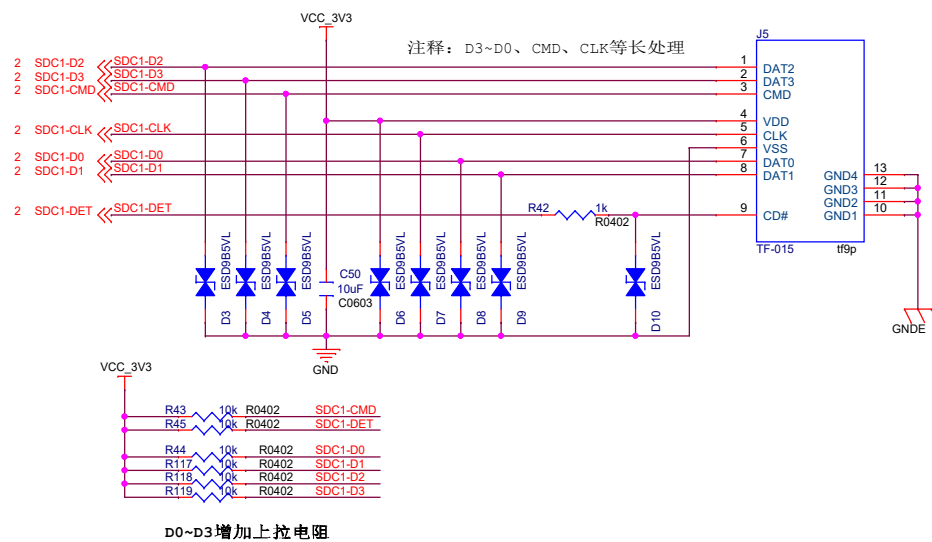 VCC_3V3
注释：D3~D0、CMD、CLK等长处理
J5
2 SDC1-D2 SDC1-D2 1 DAT2
2 SDC1-D3 SDC1-D3 2 DAT3
2 SDC1-CMD SDC1-CMD 3 CMD
4 VDD
2 SDC1-CLK SDC1-CLK 5 CLK
6 VSS
2 SDC1-D0 SDC1-D0 7 DAT0
2 SDC1-D1 SDC1-D1 8 DAT1
GND4 13
GND3 12
GND2 11
GND1 10
2 SDC1-DET SDC1-DET R42 1k R0402 9 CD#
TF-015 tf9p
ESD9B5VL D3
ESD9B5VL D4
ESD9B5VL D5
C50
10uF
C0603
ESD9B5VL D6
ESD9B5VL D7
ESD9B5VL D8
ESD9B5VL D9
ESD9B5VL D10
GNDE
GND
VCC_3V3
R43 10k R0402 SDC1-CMD
R45 10k R0402 SDC1-DET
R44 10k R0402 SDC1-D0
R117 10k R0402 SDC1-D1
R118 10k R0402 SDC1-D2
R119 10k R0402 SDC1-D3
D0~D3增加上拉电阻